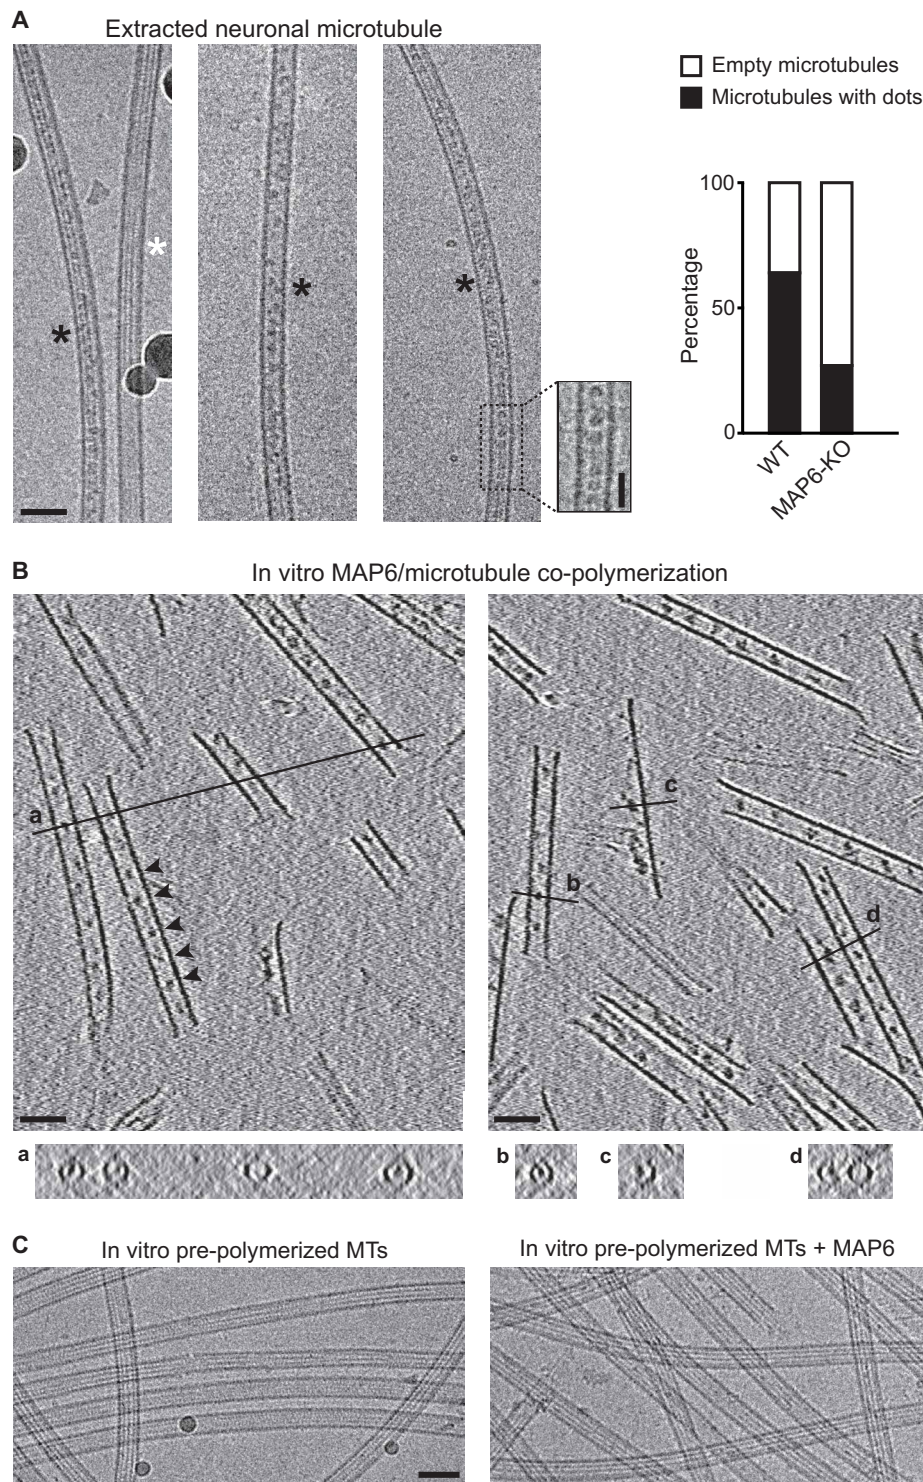 A
Extracted neuronal microtubule
Empty microtubules
Microtubules with dots
*
*
*
*
100
50
0
Percentage
WT
MAP6-KO
B
In vitro MAP6/microtubule co-polymerization
a
c
b
d
a
b
c
d
C
In vitro pre-polymerized MTs
In vitro pre-polymerized MTs + MAP6